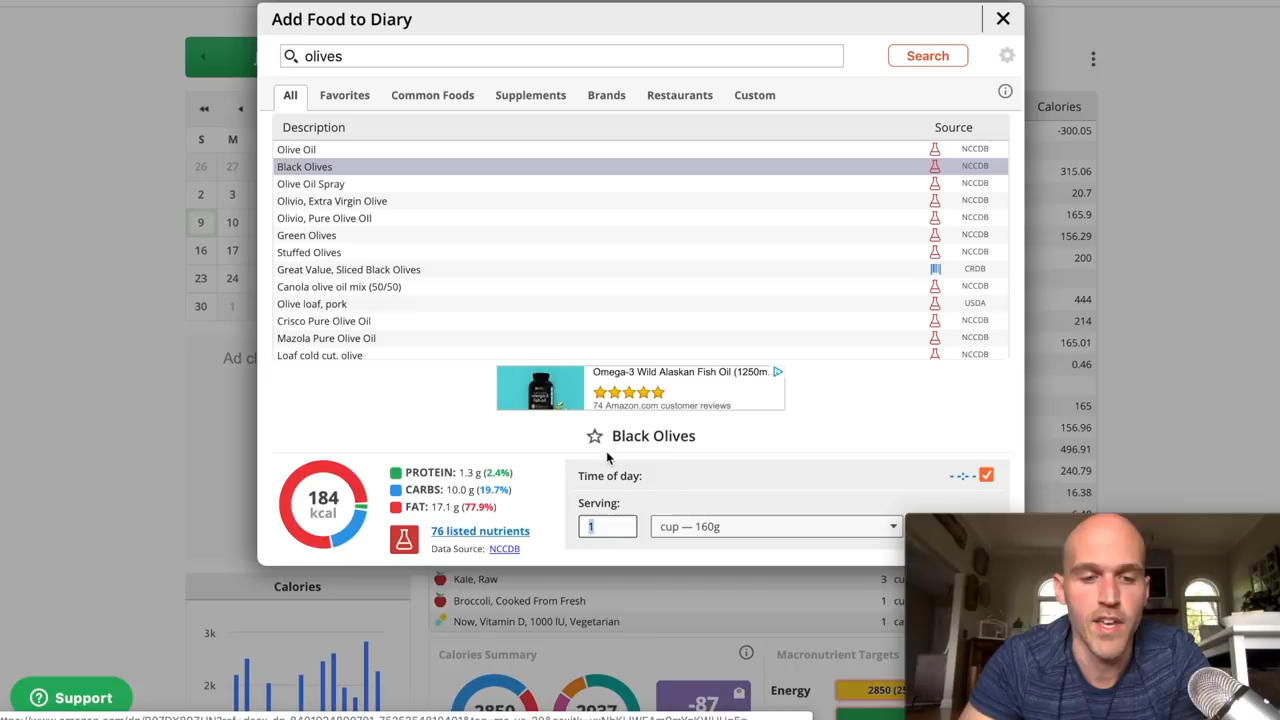 Add Food to Diary
olives
Search
All Favorites Common Foods Supplements Brands Restaurants Custom
Calories
Description Source
-300.05
S M
Olive Oil NCCDB
Black Olives NCCDB
26 27
315.06
Olive Oil Spray NCCDB
2 3
20.7
Olivio, Extra Virgin Olive NCCDB
Olivio, Pure Olive OIl NCCDB
165.9
9 10
Green Olives NCCDB
156.29
16 17
Stuffed Olives NCCDB
200
Great Value, Sliced Black Olives CRDB
23 24
Canola olive oil mix (50/50) NCCDB
444
30 1
Olive loaf, pork USDA
214
Crisco Pure Olive Oil NCCDB
165.01
Mazola Pure Olive Oil NCCDB
0.46
Loaf cold cut, olive NCCDB
Ad cl
Omega-3 Wild Alaskan Fish Oil (1250m.
74 Amazon.com customer reviews
165
156.96
Black Olives
496.91
240.79
16.38
184
kcal
PROTEIN: 1.3 g (2.4%)
CARBS: 10.0 g (19.7%)
FAT: 17.1 g (77.9%)
76 listed nutrients
Data Source: NCCDB
Time of day: --:--
Serving:
1 cup — 160g
Calories
Kale, Raw 3 cu
Broccoli, Cooked From Fresh 1 cu
Now, Vitamin D, 1000 IU, Vegetarian 1 ca
3k
2k
Calories Summary
Macronutrient Targets
-87
Energy
Support